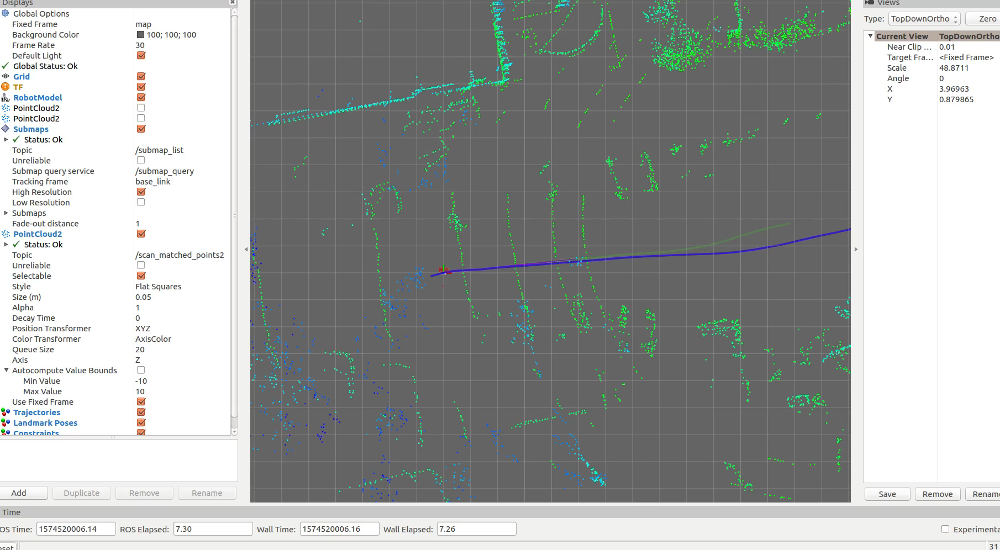 Displays
Global Options
Fixed Frame map
Background Color 100; 100; 100
Frame Rate 30
Default Light
Global Status: Ok
Grid
TF
RobotModel
PointCloud2
PointCloud2
Submaps
Status: Ok
Topic /submap_list
Unreliable
Submap query service /submap_query
Tracking frame base_link
High Resolution
Low Resolution
Submaps
Fade-out distance 1
PointCloud2
Status: Ok
Topic /scan_matched_points2
Unreliable
Selectable
Style Flat Squares
Size (m) 0.05
Alpha 1
Decay Time 0
Position Transformer XYZ
Color Transformer AxisColor
Queue Size 20
Axis Z
Autocompute Value Bounds
Min Value -10
Max Value 10
Use Fixed Frame
Trajectories
Landmark Poses
Constraints
Add Duplicate Remove Rename
Views
Type: TopDownOrtho Zero
Current View TopDownOrtho
Near Clip ... 0.01
Target Fra... <Fixed Frame>
Scale 48.8711
Angle 0
X 3.96963
Y 0.879865
Save Remove Rename
Time
OS Time: 1574520006.14 ROS Elapsed: 7.30 Wall Time: 1574520006.16 Wall Elapsed: 7.26 Experimenta
eset 31